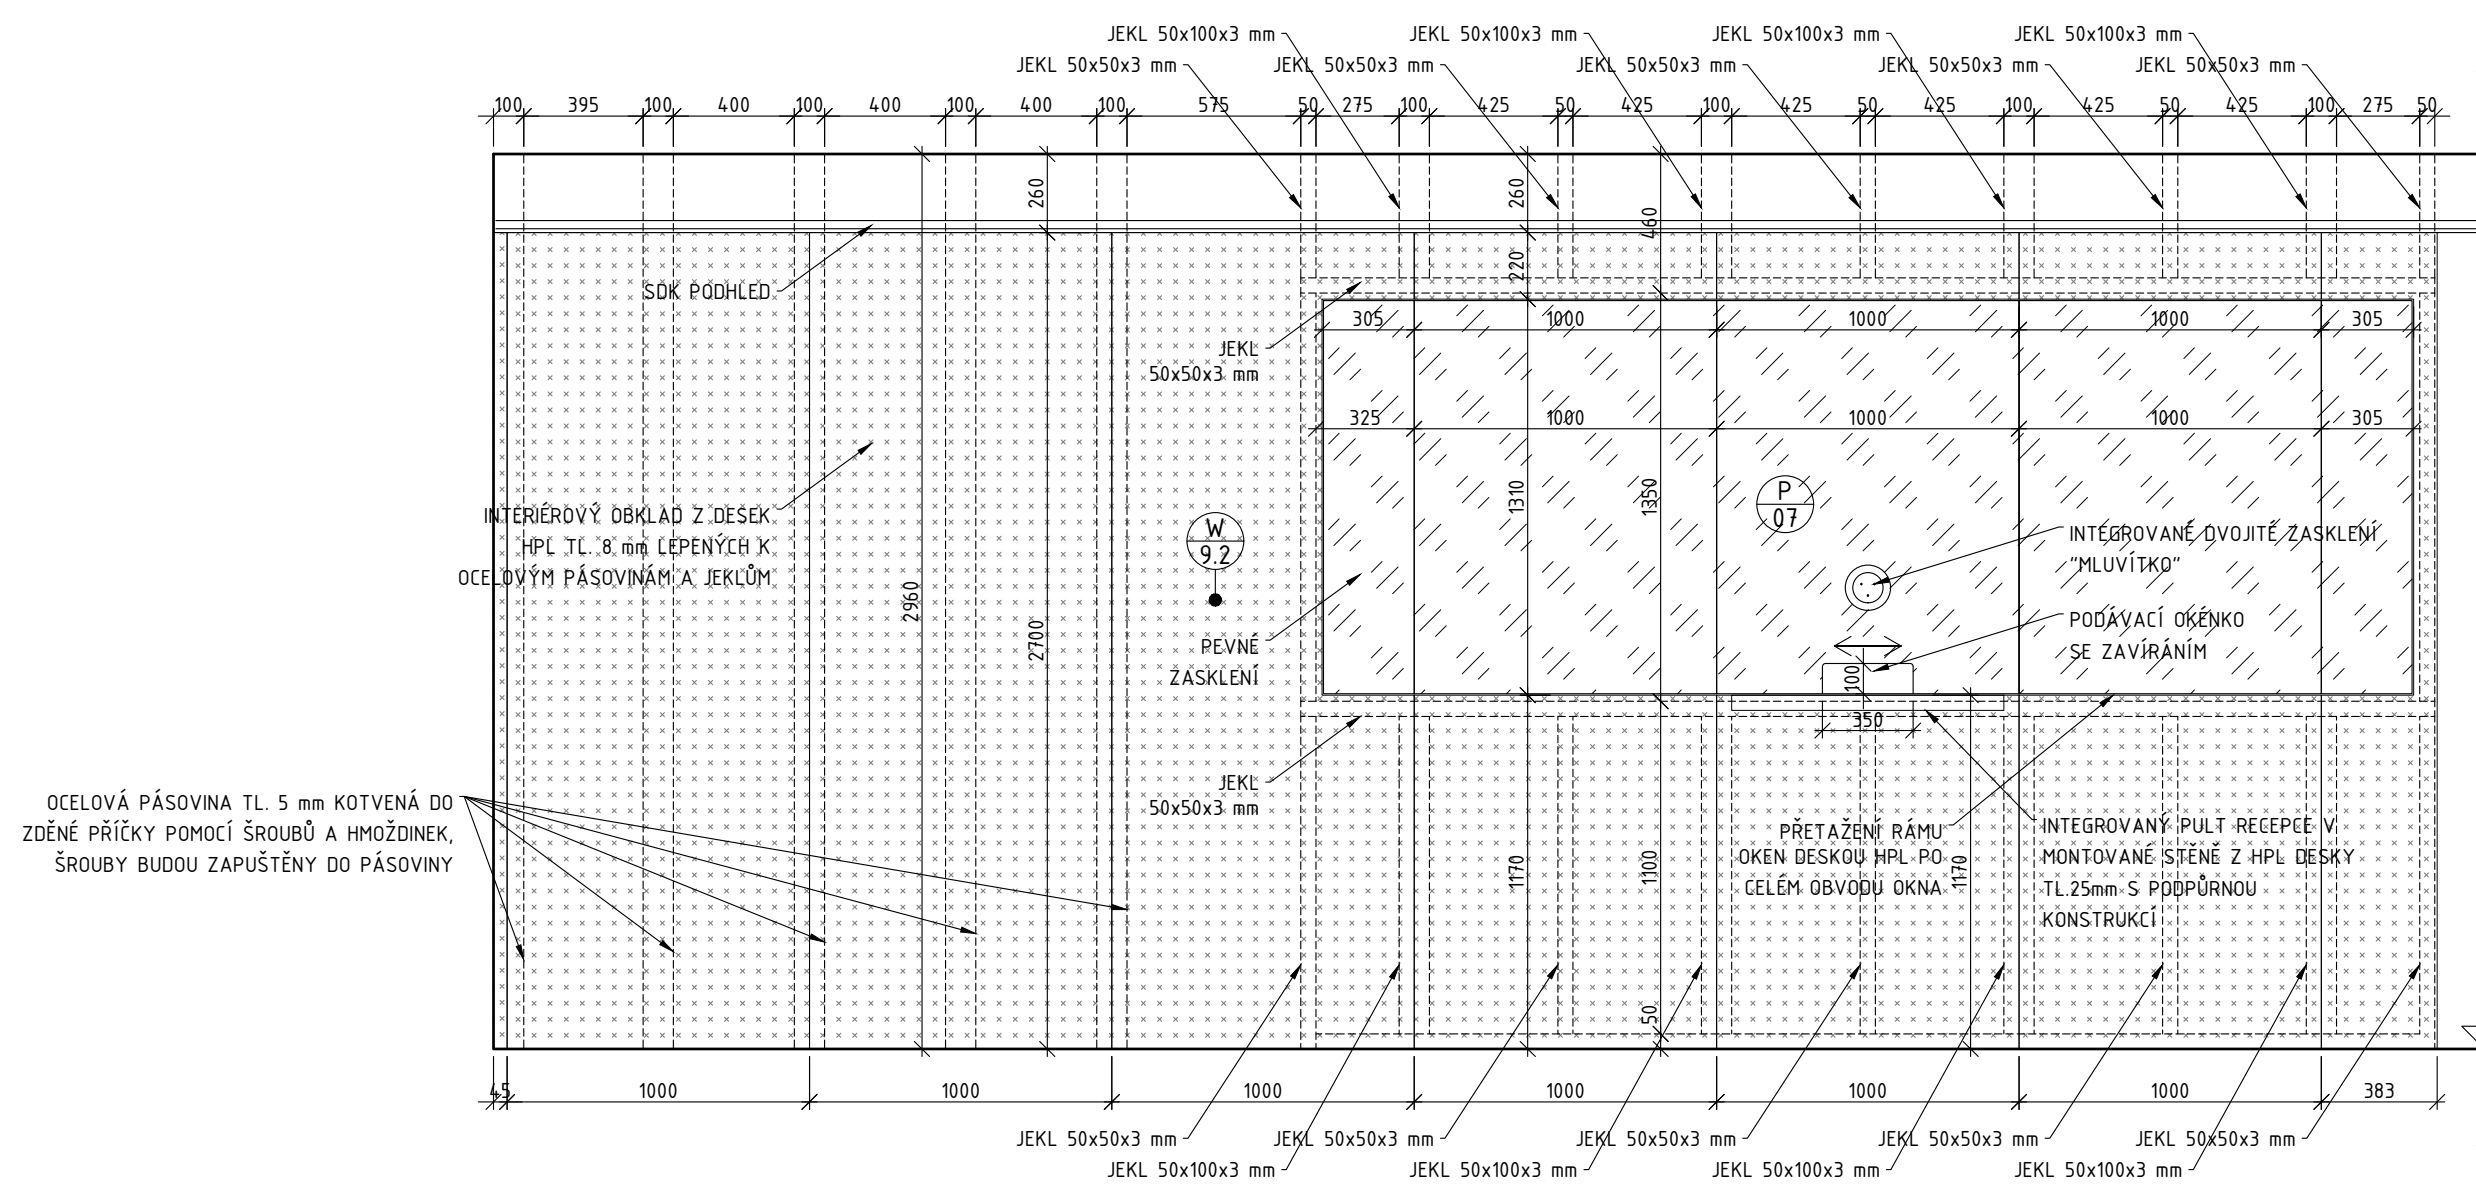 JEKL 50x100x3 mm
JEKL 50x100x3 mm
JEKL 50x100x3 mm
JEKL 50x100x3 mm
JEKL 50x50x3 mm
JEKL 50x50x3 mm
JEKL 50x50x3 mm
JEKL 50x50x3 mm
JEKL 50x50x3 mm
100 395 100 400 100 400 100 400 100 575 50 275 100 425 50 425 100 425 50 425 100 425 50 425 100 275 50
260
260
460
220
SDK PODHLED
305 1000 1000 1000 305
JEKL
50x50x3 mm
325 1000 1000 1000 305
1310
1350
P
07
INTERIÉROVÝ OBKLAD Z DESEK
HPL TL. 8 mm LEPENÝCH K
OCELOVÝM PÁSOVINÁM A JEKLŮM
W
9.2
INTEGROVANÉ DVOJITÉ ZASKLENÍ
"MLUVÍTKO"
2960
2700
PODÁVACÍ OKÉNKO
SE ZAVÍRÁNÍM
PEVNÉ
ZASKLENÍ
100
350
JEKL
50x50x3 mm
OCELOVÁ PÁSOVINA TL. 5 mm KOTVENÁ DO
ZDĚNÉ PŘÍČKY POMOCÍ ŠROUBŮ A HMOŽDINEK,
ŠROUBY BUDOU ZAPUŠTĚNY DO PÁSOVINY
PŘETAŽENÍ RÁMU
OKEN DESKOU HPL PO
CELÉM OBVODU OKNA
INTEGROVANÝ PULT RECEPCE V
MONTOVANÉ STĚNĚ Z HPL DESKY
TL.25mm S PODPŮRNOU
KONSTRUKCÍ
1170
1100
1170
50
45 1000 1000 1000 1000 1000 1000 383
JEKL 50x50x3 mm
JEKL 50x50x3 mm
JEKL 50x50x3 mm
JEKL 50x50x3 mm
JEKL 50x50x3 mm
JEKL 50x100x3 mm
JEKL 50x100x3 mm
JEKL 50x100x3 mm
JEKL 50x100x3 mm